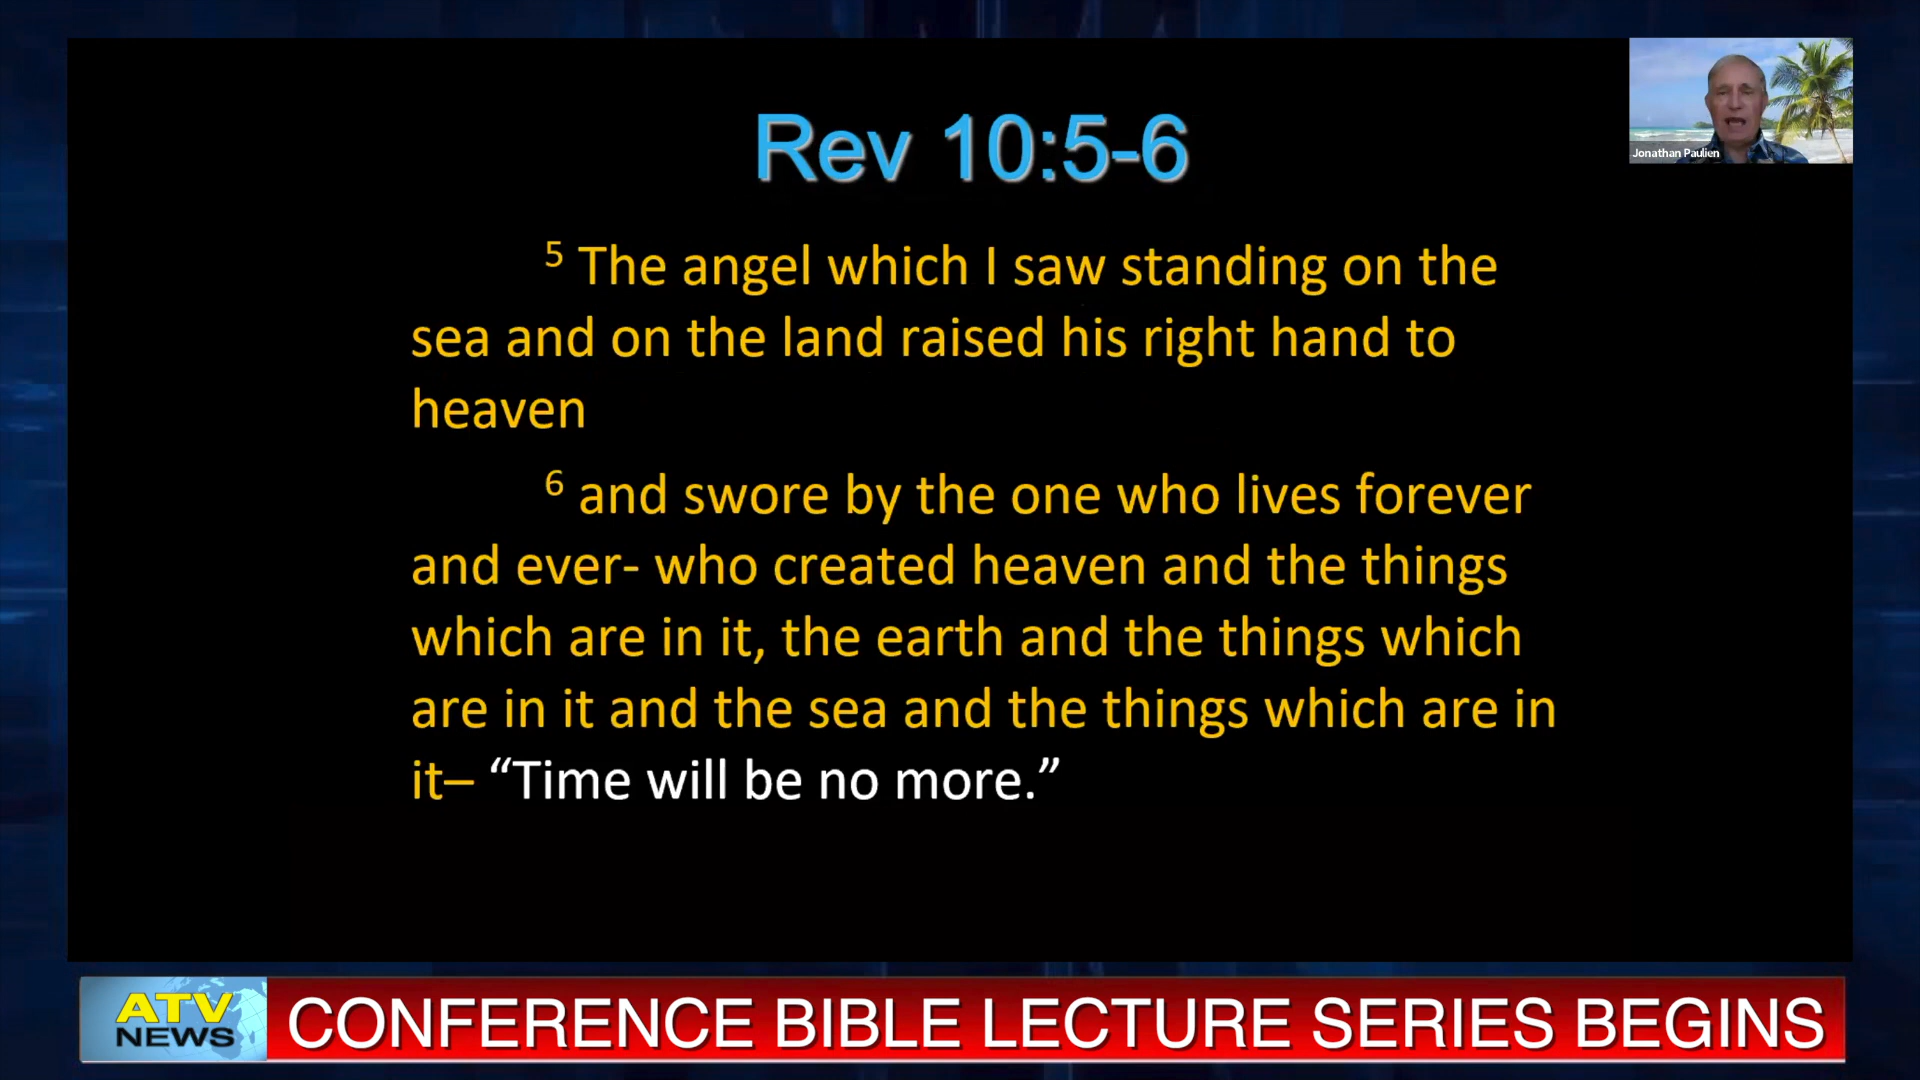 Rev 10:5-6
Jonathan Paulien
5 The angel which I saw standing on the
sea and on the land raised his right hand to
heaven
6 and swore by the one who lives forever
and ever- who created heaven and the things
which are in it, the earth and the things which
are in it and the sea and the things which are in
it– “Time will be no more.”
ATV
NEWS
CONFERENCE BIBLE LECTURE SERIES BEGINS